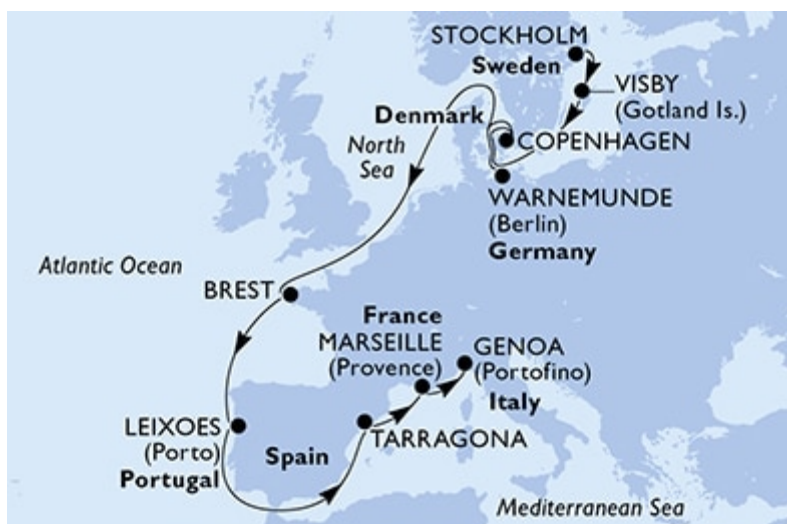 STOCKHOLM
Sweden
VISBY
(Gotland Is.)
Denmark
COPENHAGEN
North
Sea
WARNEMUNDE
(Berlin)
Germany
Atlantic Ocean
BREST
France
MARSEILLE
(Provence)
GENOA
(Portofino)
Italy
LEIXOES
(Porto)
Portugal
Spain
TARRAGONA
Mediterranean Sea